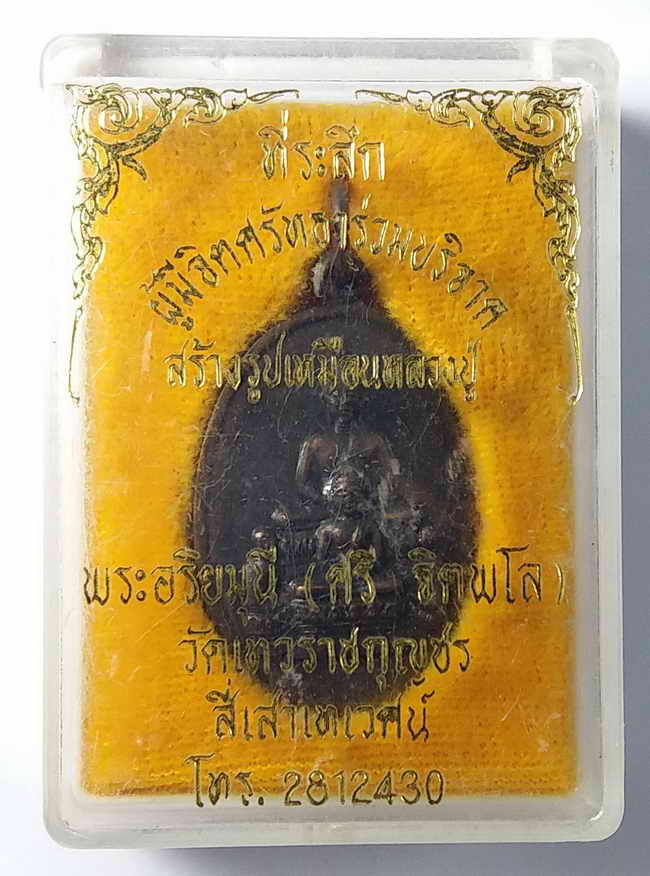 ที่ระลึก
ผู้มีจิตศรัทธาร่วมบริจาค
สร้างรูปเหมือนหลวงปู่
พระอริยมุนี (ศรี ฐิตพโล)
วัดเทวราชกุญชร
สี่เสาเทเวศน์
โทร. 2812430